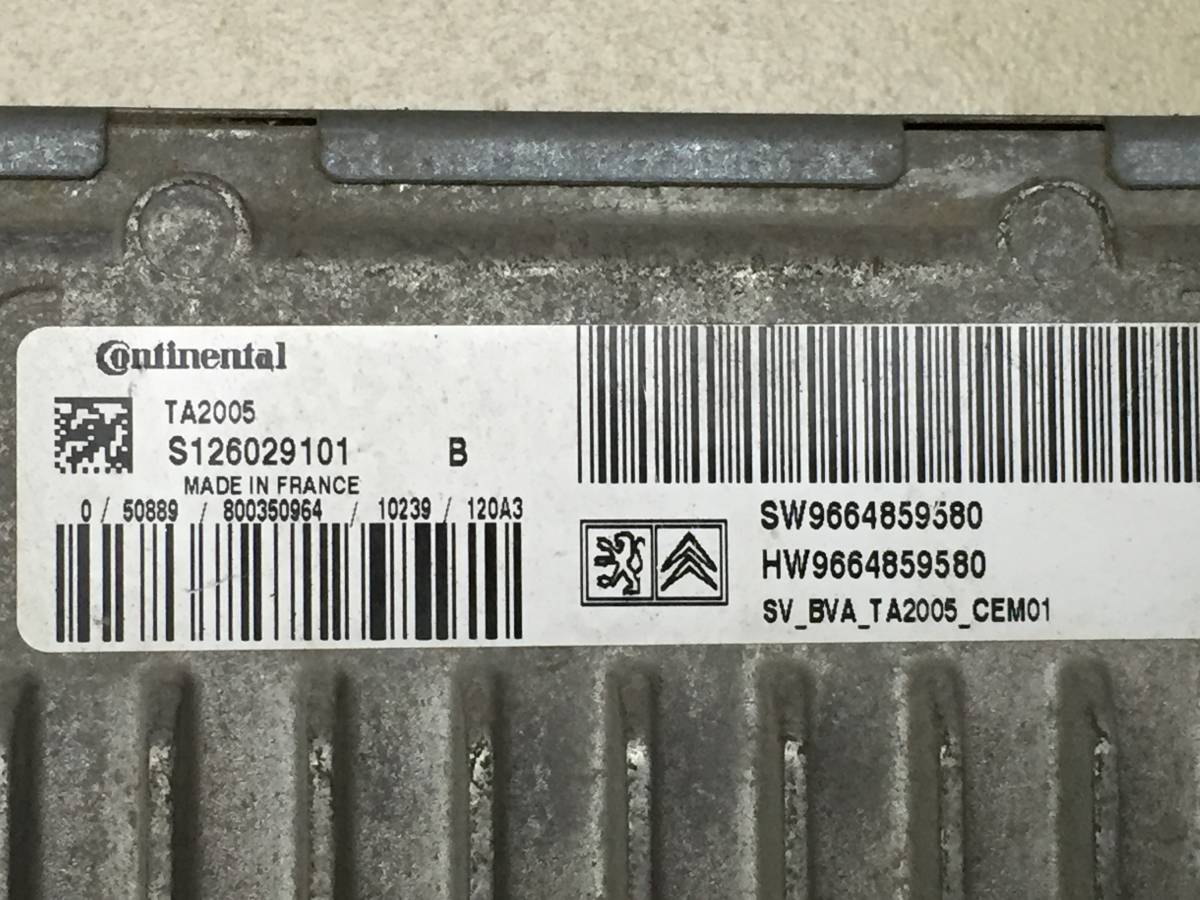 Continental
TA2005
S126029101 B
MADE IN FRANCE
0 / 50889 / 800350964 / 10239 / 120A3
SW9664859580
HW9664859580
SV_BVA_TA2005_CEM01